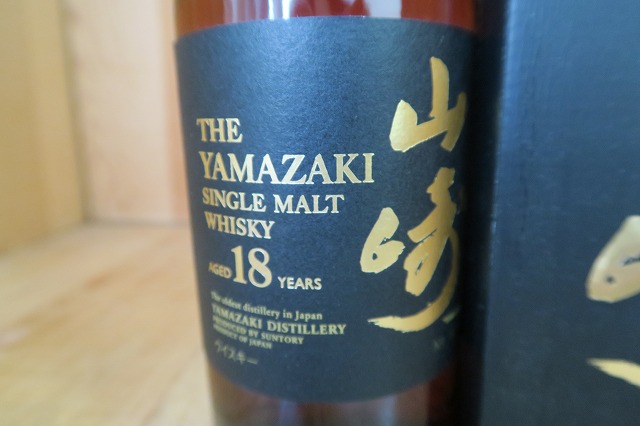 THE
YAMAZAKI
SINGLE MALT
WHISKY
AGED 18 YEARS
The oldest distillery in Japan
YAMAZAKI DISTILLERY
PRODUCED BY SUNTORY
PRODUCT OF JAPAN
ウイスキー
山崎